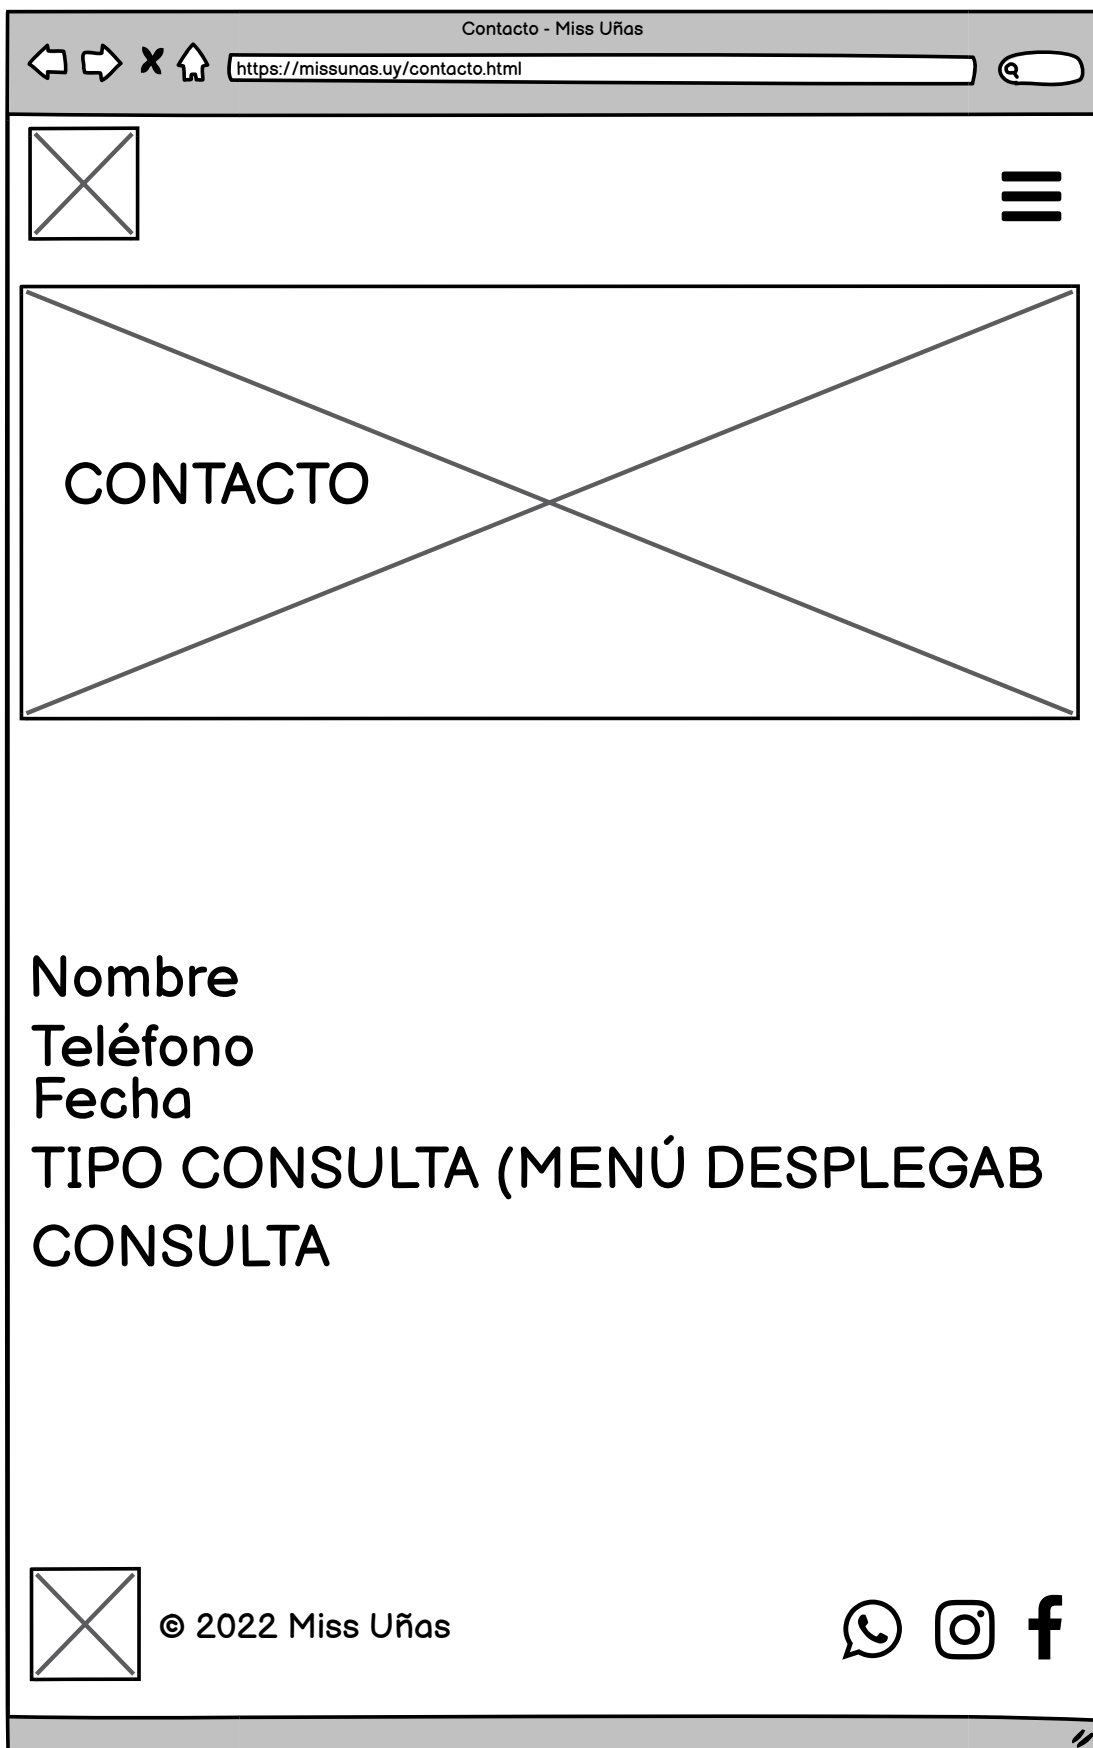 Contacto - Miss Uñas
https://missunas.uy/contacto.html
CONTACTO
Nombre
Teléfono
Fecha
TIPO CONSULTA (MENÚ DESPLEGAB
CONSULTA
© 2022 Miss Uñas